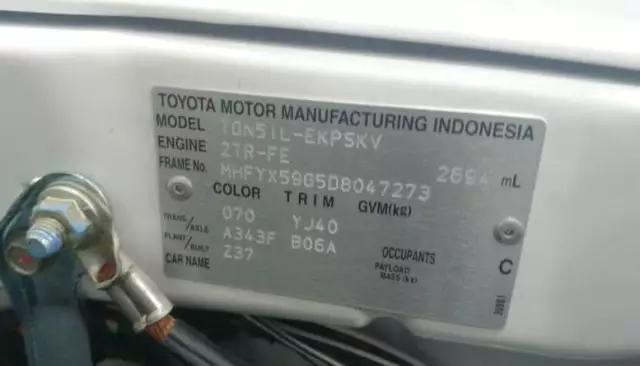 TOYOTA MOTOR MANUFACTURING INDONESIA
MODEL TGN51L-EKPSKV
ENGINE 2TR-FE 2694 mL
FRAME NO. MHFYX59G5D8047273
COLOR TRIM GVM(kg)
070 YJ40
TRANS/AXLE A343F B06A
PLANT/BUILT Z37 OCCUPANTS C
CAR NAME PAYLOAD MASS(kg)